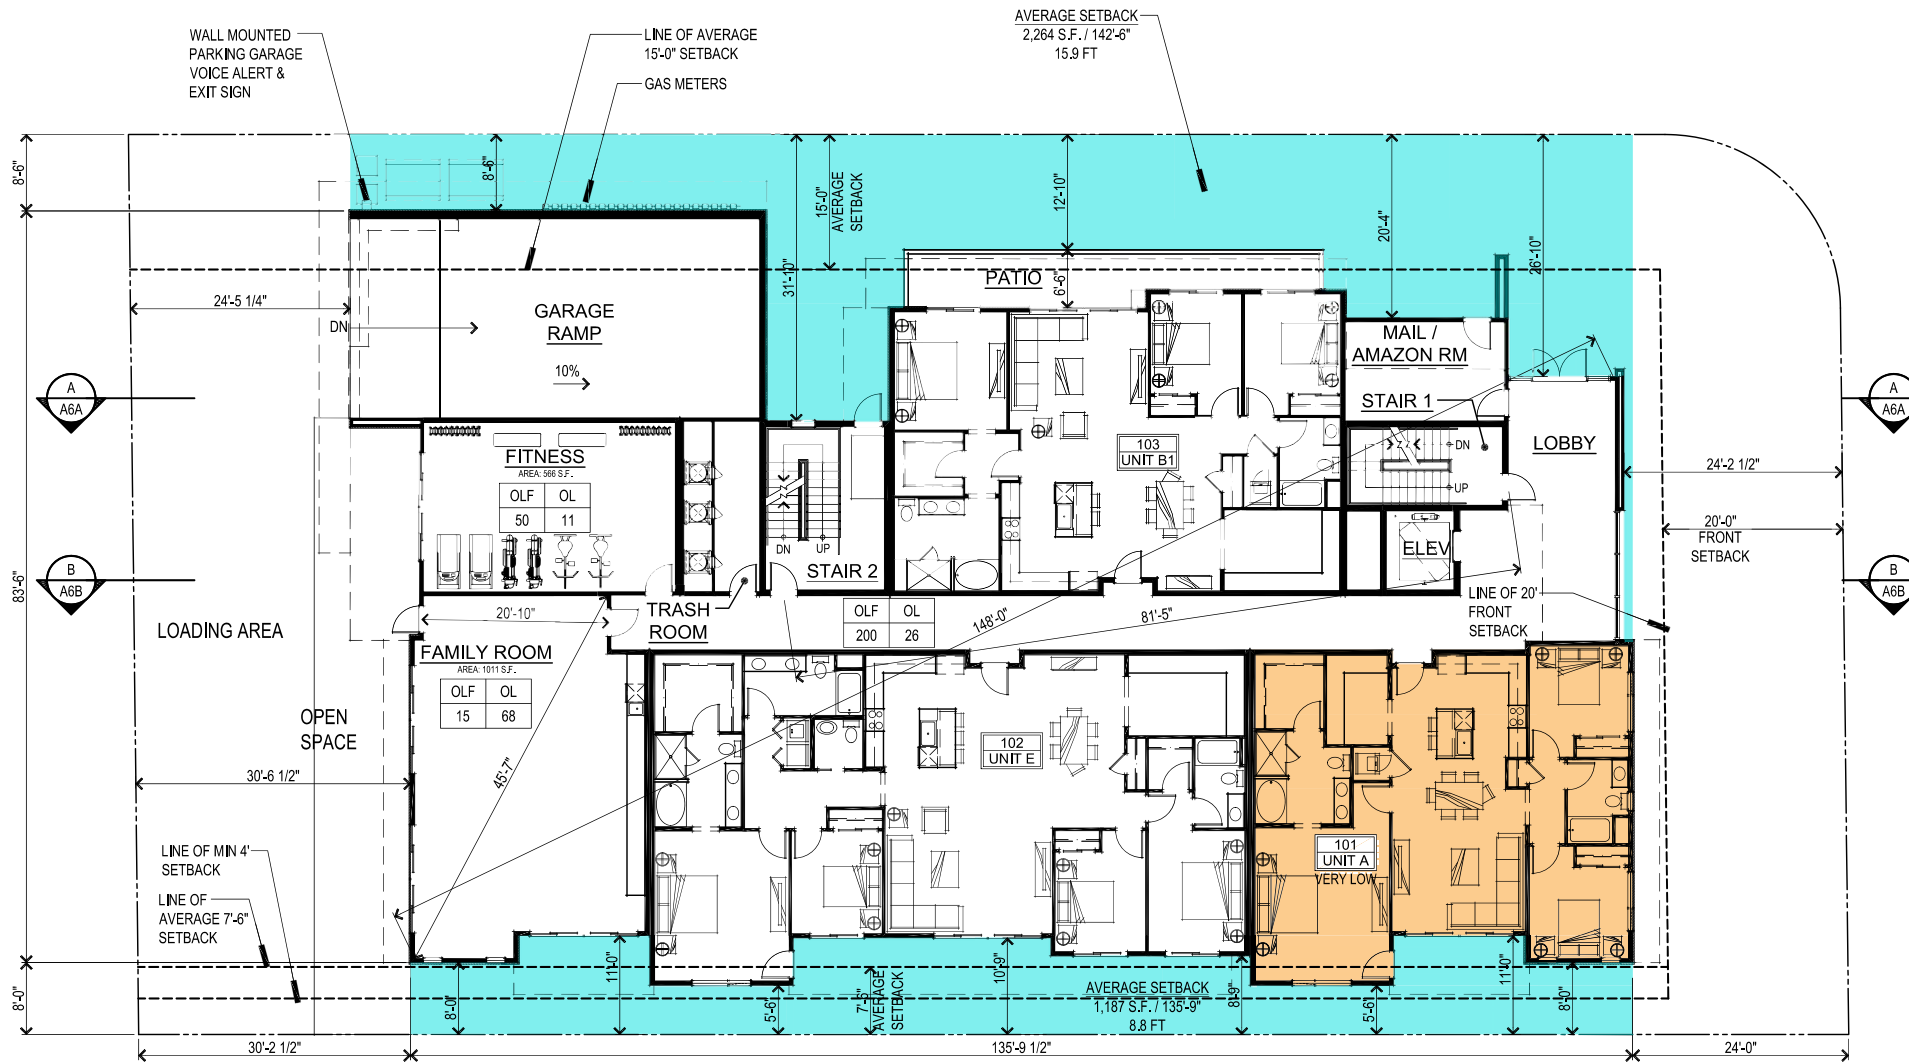 WALL MOUNTED
PARKING GARAGE
VOICE ALERT &
EXIT SIGN
LINE OF AVERAGE
15'-0" SETBACK
GAS METERS
AVERAGE SETBACK
2,264 S.F. / 142'-6"
15.9 FT
8'-6"
8'-6"
15'-0"
AVERAGE
SETBACK
12'-10"
20'-4"
26'-10"
31'-10"
6'-6"
PATIO
24'-5 1/4"
DN
GARAGE
RAMP
10%
MAIL /
AMAZON RM
STAIR 1
A
A6A
A
A6A
LOBBY
DN
UP
24'-2 1/2"
103
UNIT B1
FITNESS
AREA: 566 S.F.
OLF OL
50 11
DN
UP
STAIR 2
ELEV
20'-0"
FRONT
SETBACK
B
A6B
B
A6B
83'-6"
LINE OF 20'
FRONT
SETBACK
20'-10"
TRASH
ROOM
OLF OL
200 26
148'-0"
81'-5"
LOADING AREA
FAMILY ROOM
AREA: 1011 S.F.
OLF OL
15 68
OPEN
SPACE
45'-7"
30'-6 1/2"
102
UNIT E
101
UNIT A
VERY LOW
LINE OF MIN 4'
SETBACK
LINE OF
AVERAGE 7'-6"
SETBACK
8'-0"
8'-0"
11'-0"
5'-6"
7'-6"
AVERAGE
SETBACK
10'-9"
AVERAGE SETBACK
1,187 S.F. / 135'-9"
8.8 FT
8'-9"
5'-6"
11'-0"
8'-0"
30'-2 1/2"
135'-9 1/2"
24'-0"